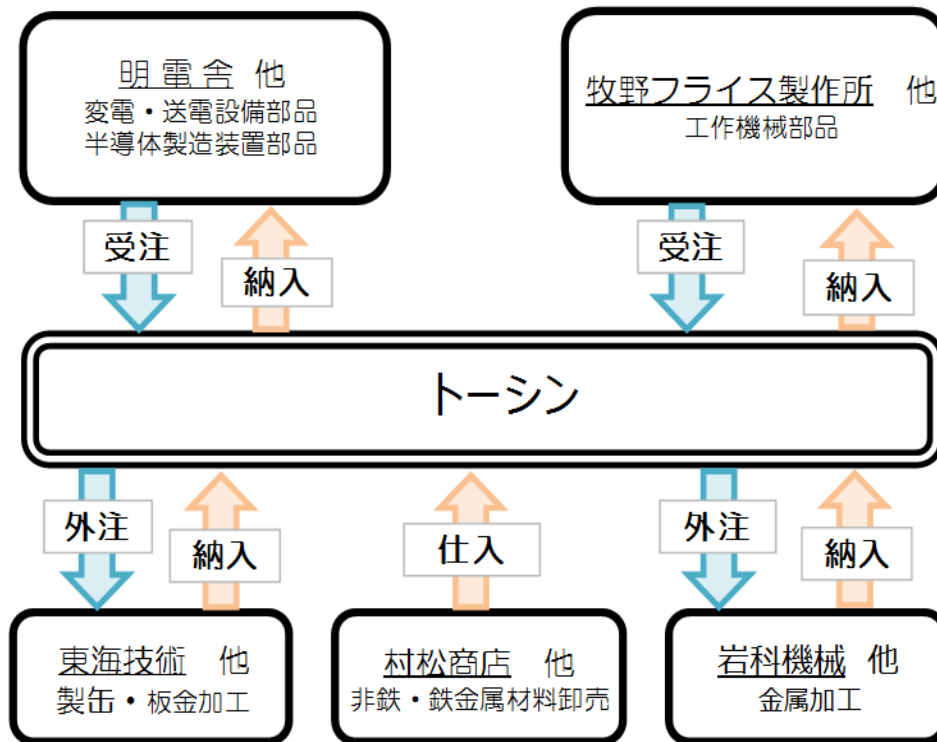 明電舎 他
変電・送電設備部品
半導体製造装置部品
牧野フライス製作所 他
工作機械部品
受注
納入
受注
納入
トーシン
外注
納入
仕入
外注
納入
東海技術 他
製缶・板金加工
村松商店 他
非鉄・鉄金属材料卸売
岩科機械 他
金属加工